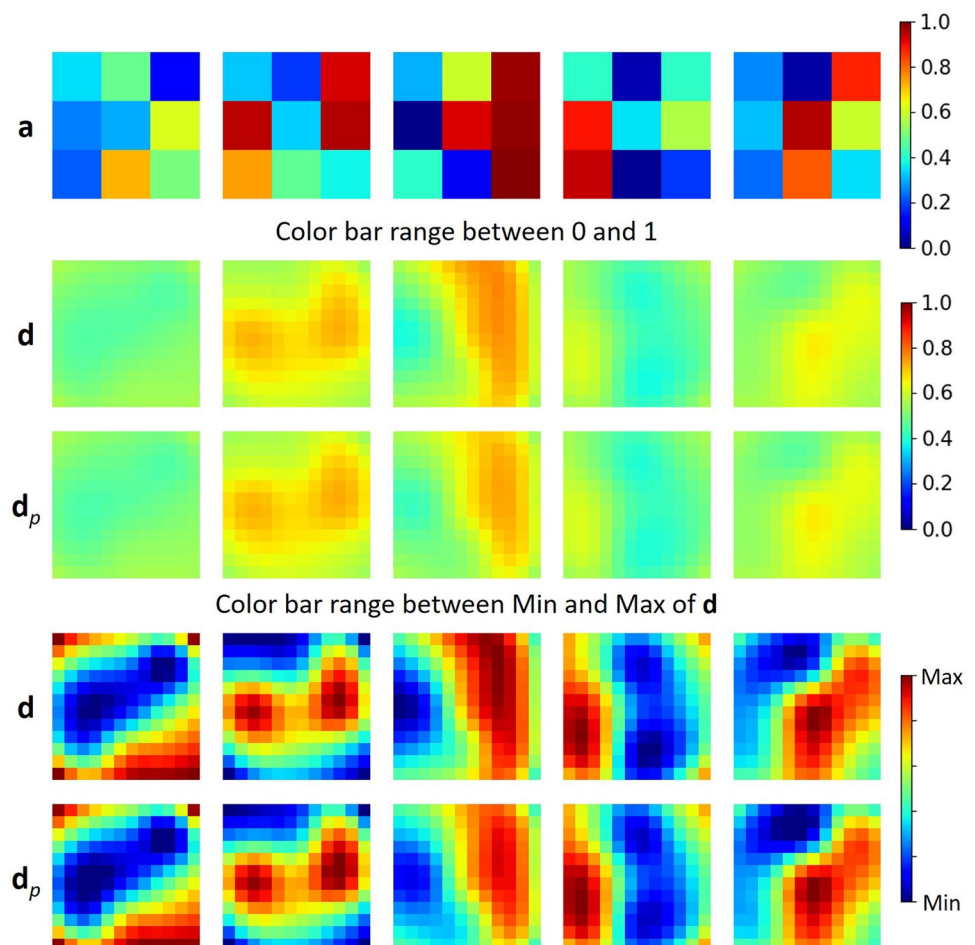 1.0
0.8
a
0.6
0.4
0.2
0.0
Color bar range between 0 and 1
1.0
d
0.8
0.6
0.4
d_p
0.2
0.0
Color bar range between Min and Max of d
Max
d
d_p
Min